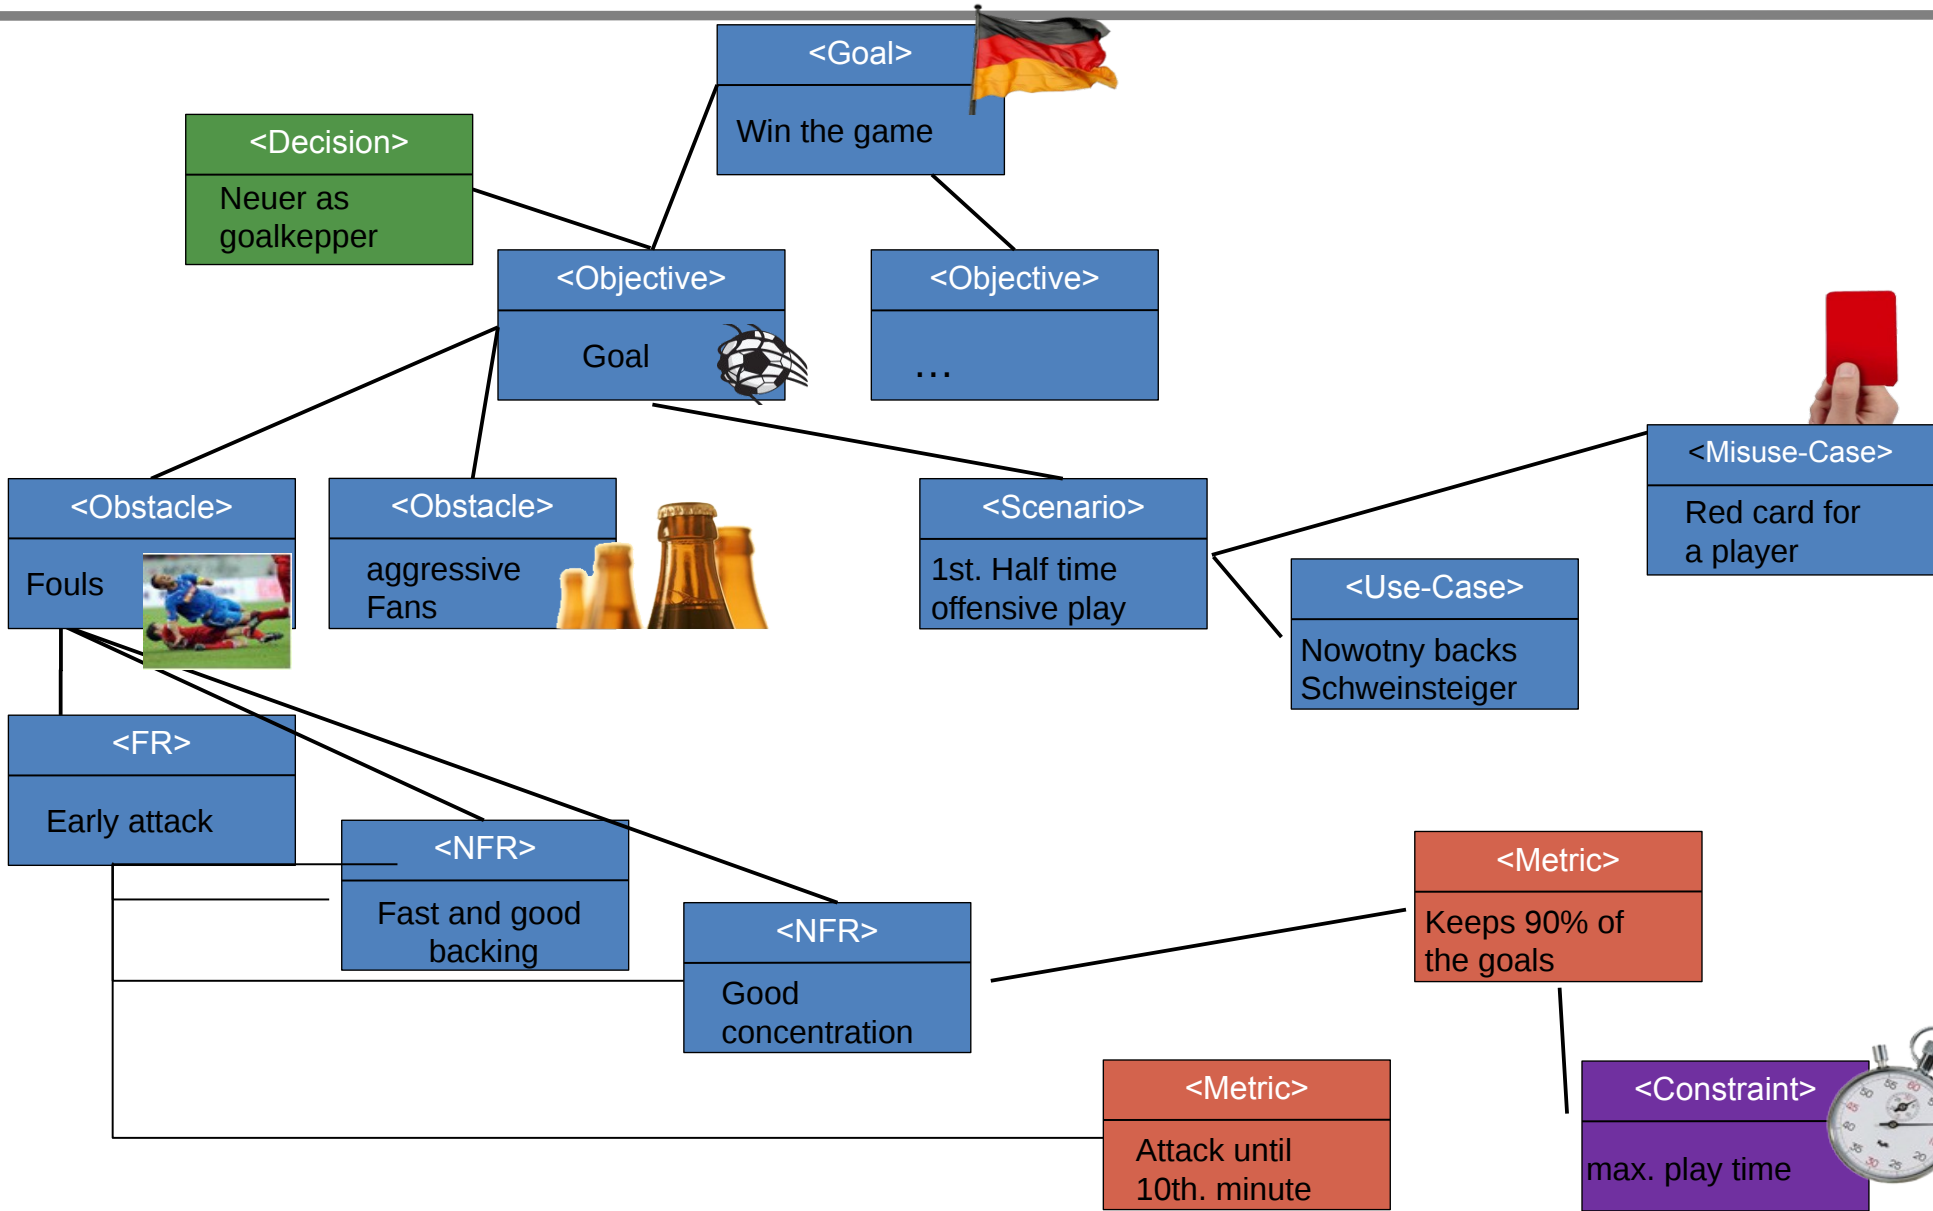 <Goal>
Win the game
<Decision>
Neuer as
goalkepper
<Objective>
Goal
<Objective>
...
<Misuse-Case>
Red card for
a player
<Obstacle>
Fouls
<Obstacle>
aggressive
Fans
<Scenario>
1st. Half time
offensive play
<Use-Case>
Nowotny backs
Schweinsteiger
<FR>
Early attack
<NFR>
Fast and good
backing
<NFR>
Good
concentration
<Metric>
Keeps 90% of
the goals
<Metric>
Attack until
10th. minute
<Constraint>
max. play time